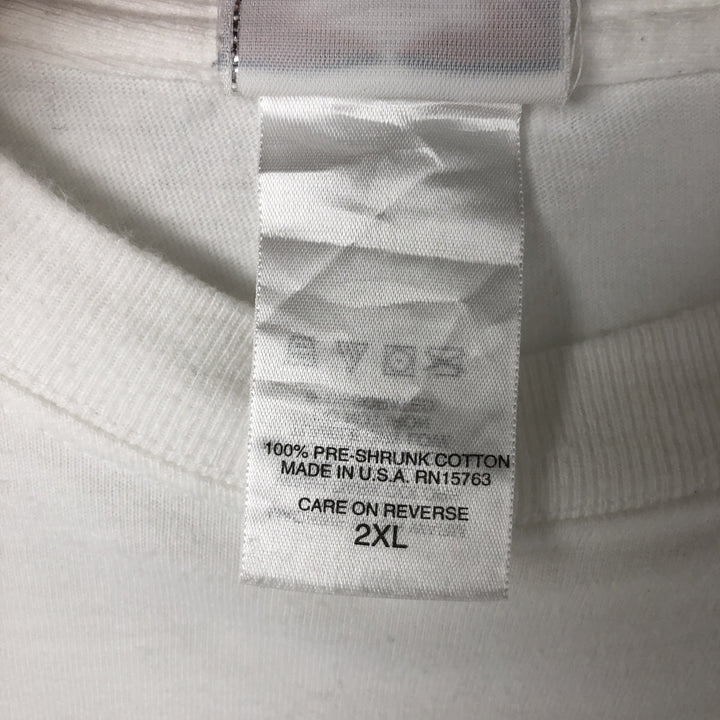 100% PRE-SHRUNK COTTON
MADE IN U.S.A. RN15763
CARE ON REVERSE
2XL